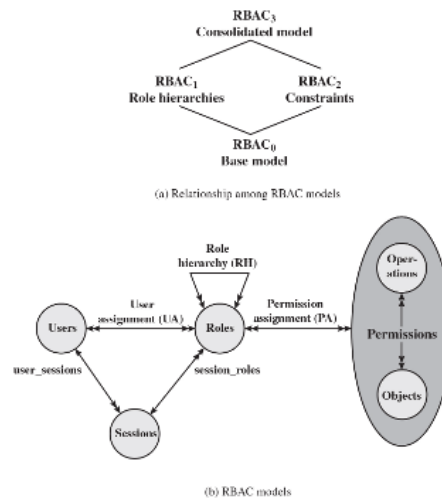 RBAC3
Consolidated model
RBAC1
Role hierarchies
RBAC2
Constraints
RBAC0
Base model
(a) Relationship among RBAC models
Role
hierarchy (RH)
Oper-
ations
User
assignment (UA)
Permission
assignment (PA)
Users
Roles
Permissions
user_sessions
session_roles
Objects
Sessions
(b) RBAC models